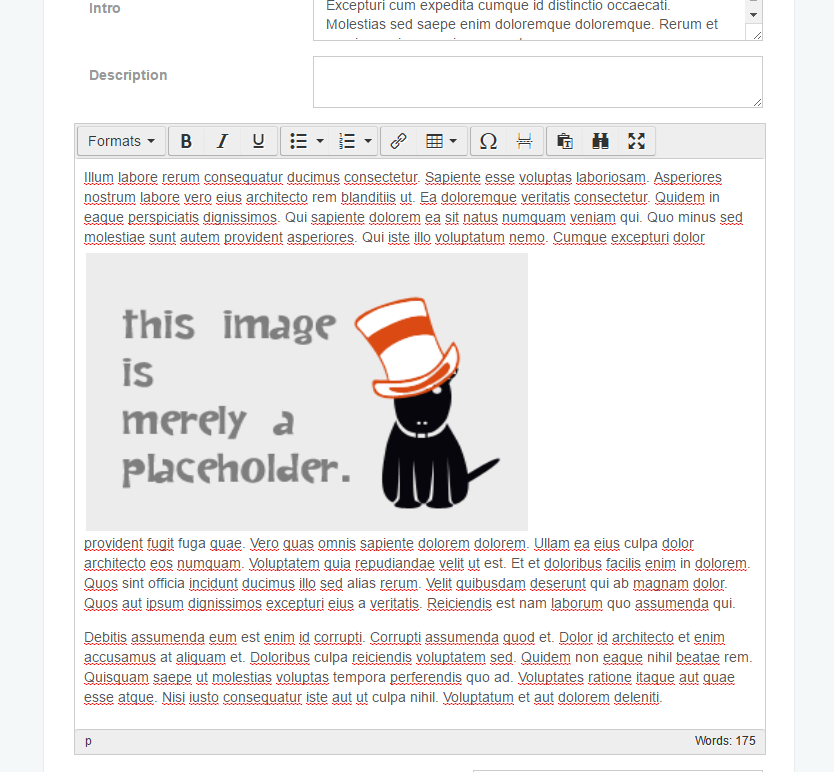 Intro
Excepturi cum expedita cumque id distinctio occaecati.
Molestias sed saepe enim doloremque doloremque. Rerum et
Description
Formats
B I U
Ω
Illum labore rerum consequatur ducimus consectetur. Sapiente esse voluptas laboriosam. Asperiores
nostrum labore vero eius architecto rem blanditiis ut. Ea doloremque veritatis consectetur. Quidem in
eaque perspiciatis dignissimos. Qui sapiente dolorem ea sit natus numquam veniam qui. Quo minus sed
molestiae sunt autem provident asperiores. Qui iste illo voluptatum nemo. Cumque excepturi dolor
this image
is
merely a
placeholder.
provident fugit fuga quae. Vero quas omnis sapiente dolorem dolorem. Ullam ea eius culpa dolor
architecto eos numquam. Voluptatem quia repudiandae velit ut est. Et et doloribus facilis enim in dolorem.
Quos sint officia incidunt ducimus illo sed alias rerum. Velit quibusdam deserunt qui ab magnam dolor.
Quos aut ipsum dignissimos excepturi eius a veritatis. Reiciendis est nam laborum quo assumenda qui.
Debitis assumenda eum est enim id corrupti. Corrupti assumenda quod et. Dolor id architecto et enim
accusamus at aliquam et. Doloribus culpa reiciendis voluptatem sed. Quidem non eaque nihil beatae rem.
Quisquam saepe ut molestias voluptas tempora perferendis quo ad. Voluptates ratione itaque aut quae
esse atque. Nisi iusto consequatur iste aut ut culpa nihil. Voluptatum et aut dolorem deleniti.
p
Words: 175